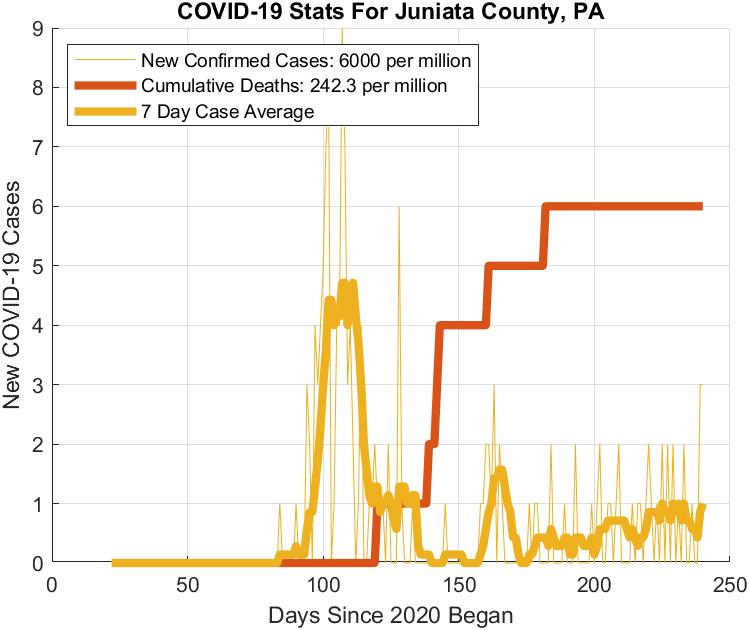 COVID-19 Stats For Juniata County, PA
New Confirmed Cases: 6000 per million
Cumulative Deaths: 242.3 per million
7 Day Case Average
New COVID-19 Cases
9
8
7
6
5
4
3
2
1
0
0 50 100 150 200 250
Days Since 2020 Began